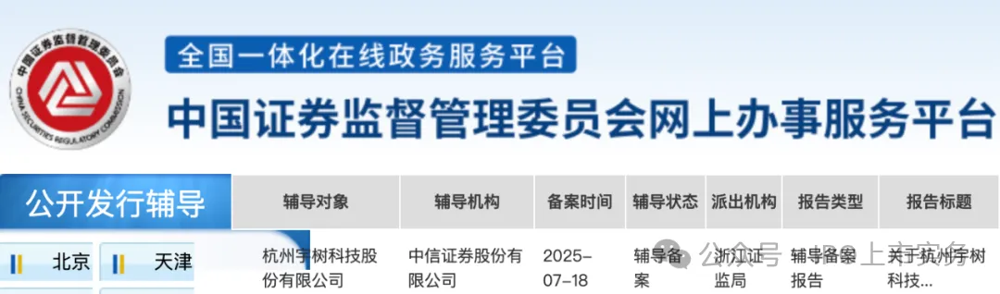 中国证券监督管理委员会
CHINA SECURITIES REGULATORY COMMISSION
全国一体化在线政务服务平台
中国证券监督管理委员会网上办事服务平台
公开发行辅导
辅导对象 辅导机构 备案时间 辅导状态 派出机构 报告类型 报告标题
北京 天津
杭州宇树科技股 中信证券股份有 2025- 辅导备 浙江证 辅导备案 关于杭州宇树
份有限公司 限公司 07-18 案 监局 报告 科技...
公众号 IPO上市实务